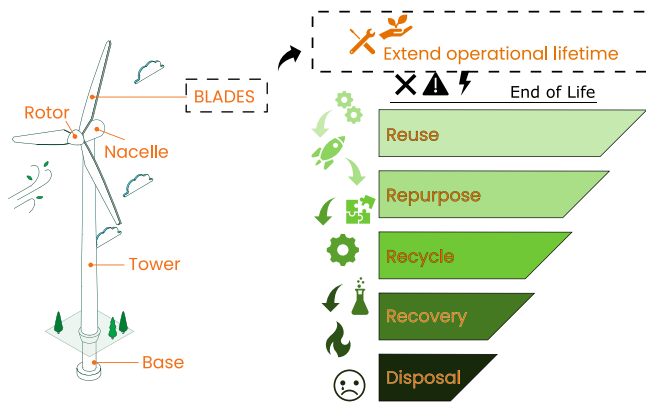 BLADES
Rotor
Nacelle
Tower
Base
Extend operational lifetime
End of Life
Reuse
Repurpose
Recycle
Recovery
Disposal